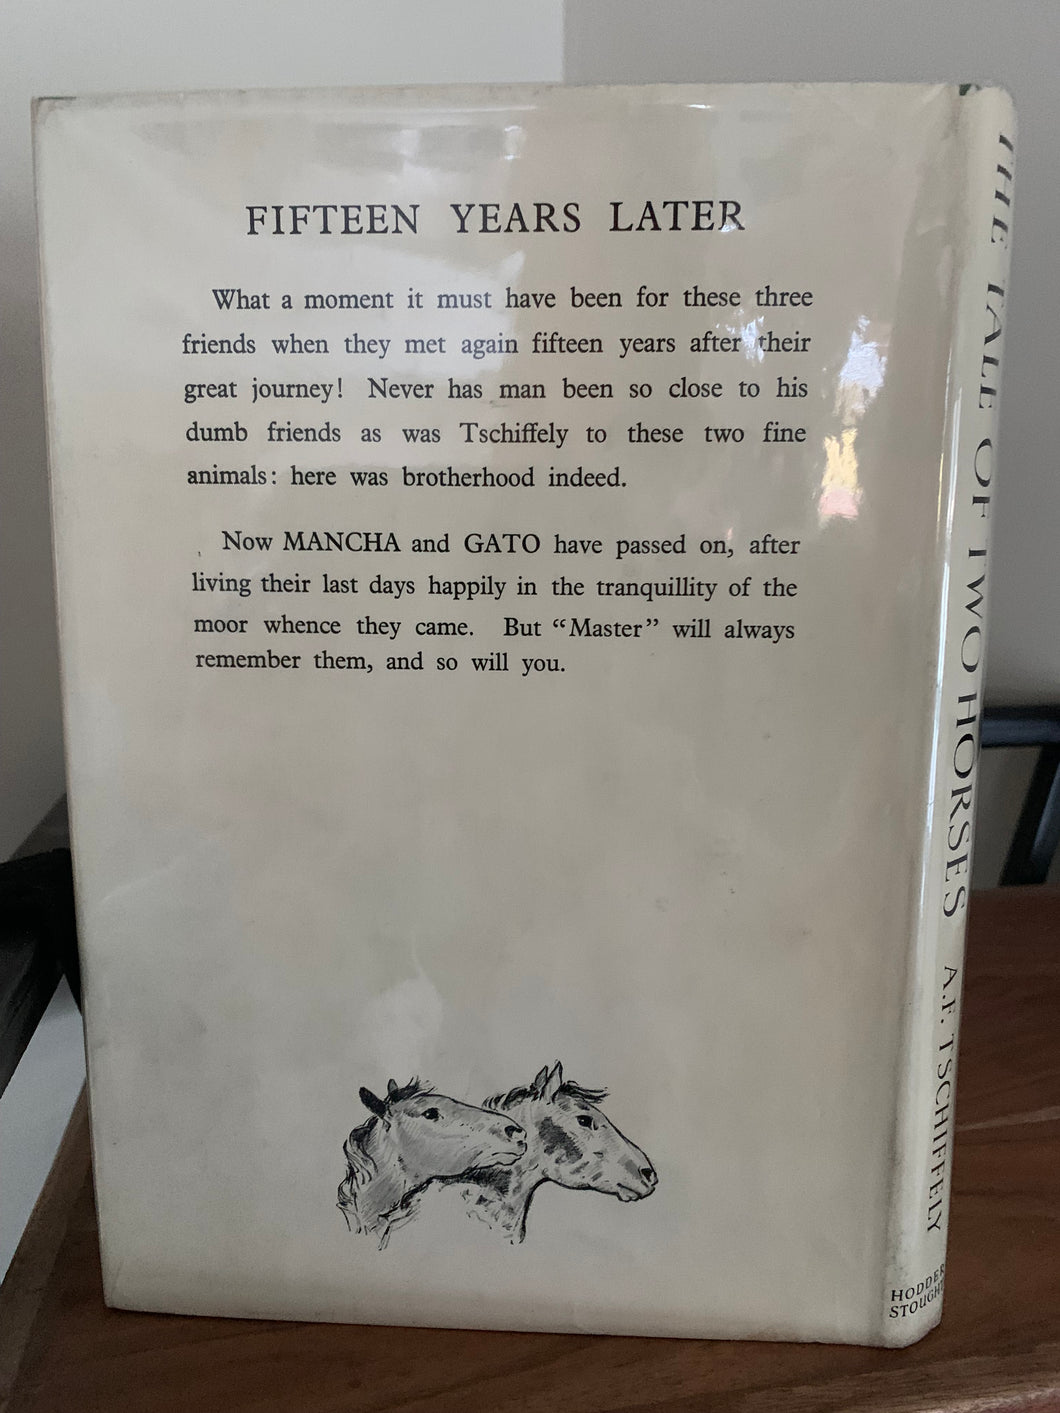 FIFTEEN YEARS LATER
What a moment it must have been for these three
friends when they met again fifteen years after their
great journey! Never has man been so close to his
dumb friends as was Tschiffely to these two fine
animals: here was brotherhood indeed.
Now MANCHA and GATO have passed on, after
living their last days happily in the tranquillity of the
moor whence they came. But “Master” will always
remember them, and so will you.
THE TALE OF TWO HORSES A.F. TSCHIFFELY
HODDER
STOUGHT